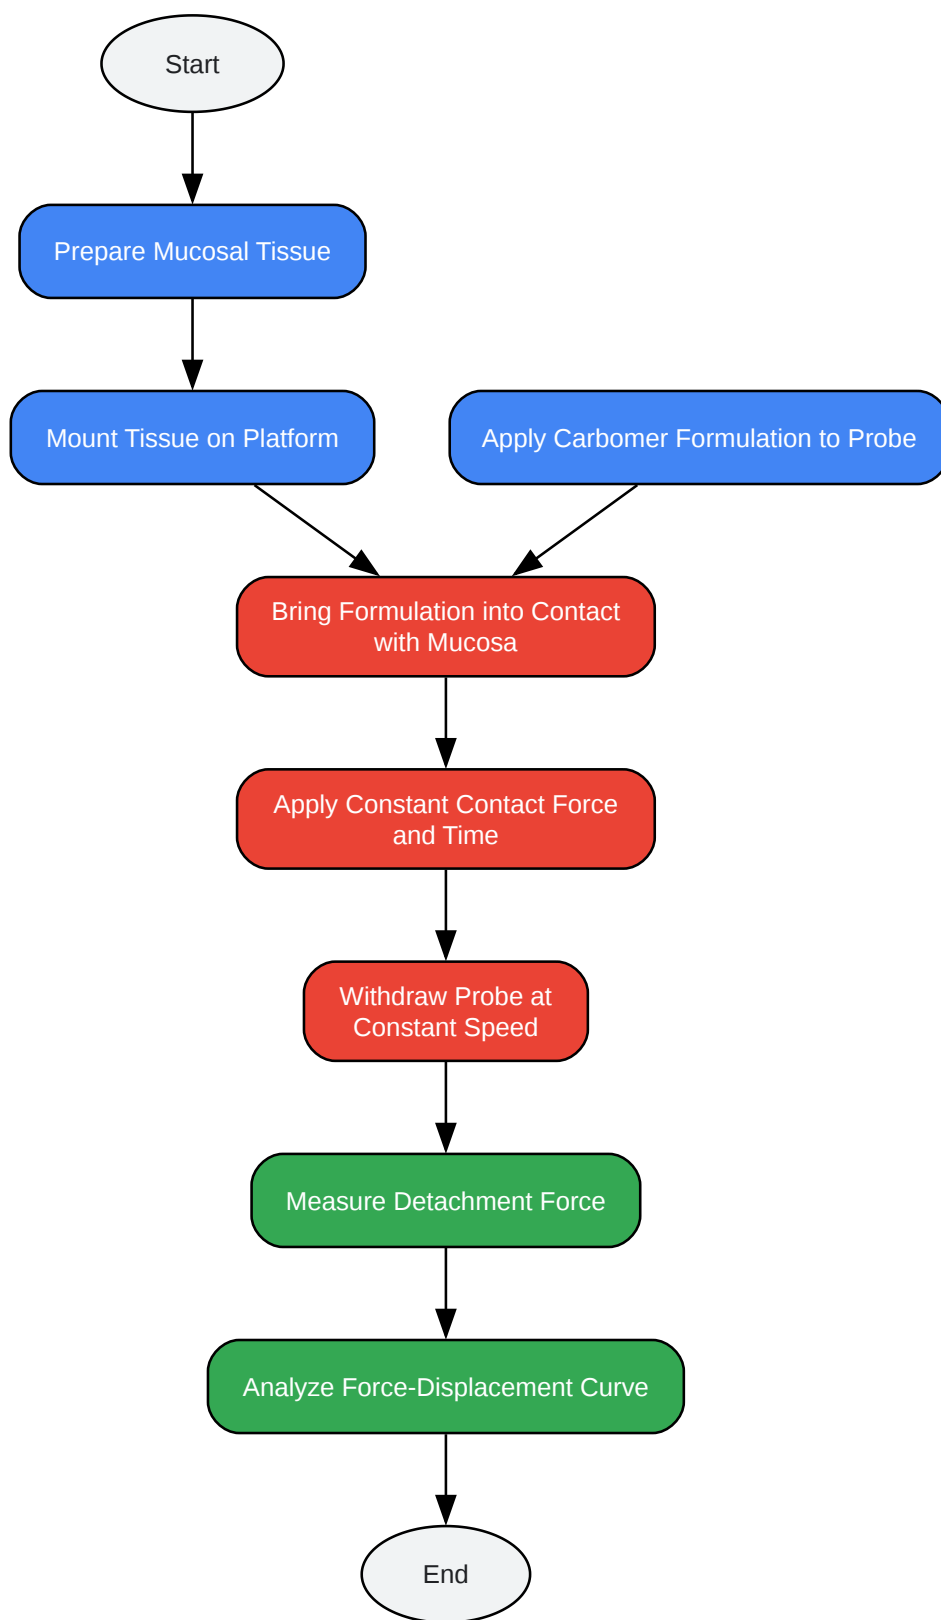 Start
Prepare Mucosal Tissue
Mount Tissue on Platform
Apply Carbomer Formulation to Probe
Bring Formulation into Contact
with Mucosa
Apply Constant Contact Force
and Time
Withdraw Probe at
Constant Speed
Measure Detachment Force
Analyze Force-Displacement Curve
End